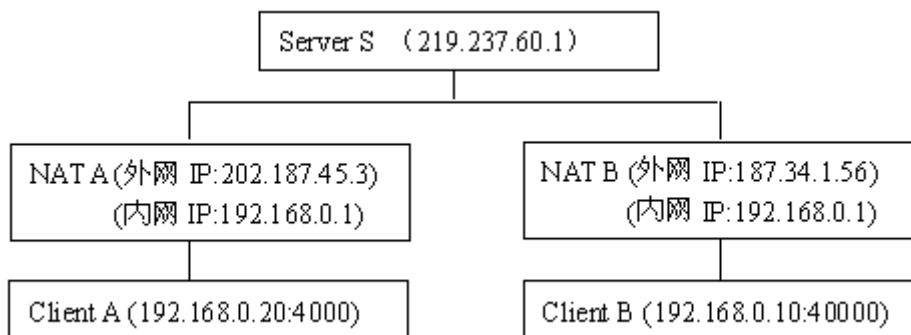 Server S （219.237.60.1）
NAT A (外网 IP:202.187.45.3)
(内网 IP:192.168.0.1)
NAT B (外网 IP:187.34.1.56)
(内网 IP:192.168.0.1)
Client A (192.168.0.20:4000)
Client B (192.168.0.10:40000)